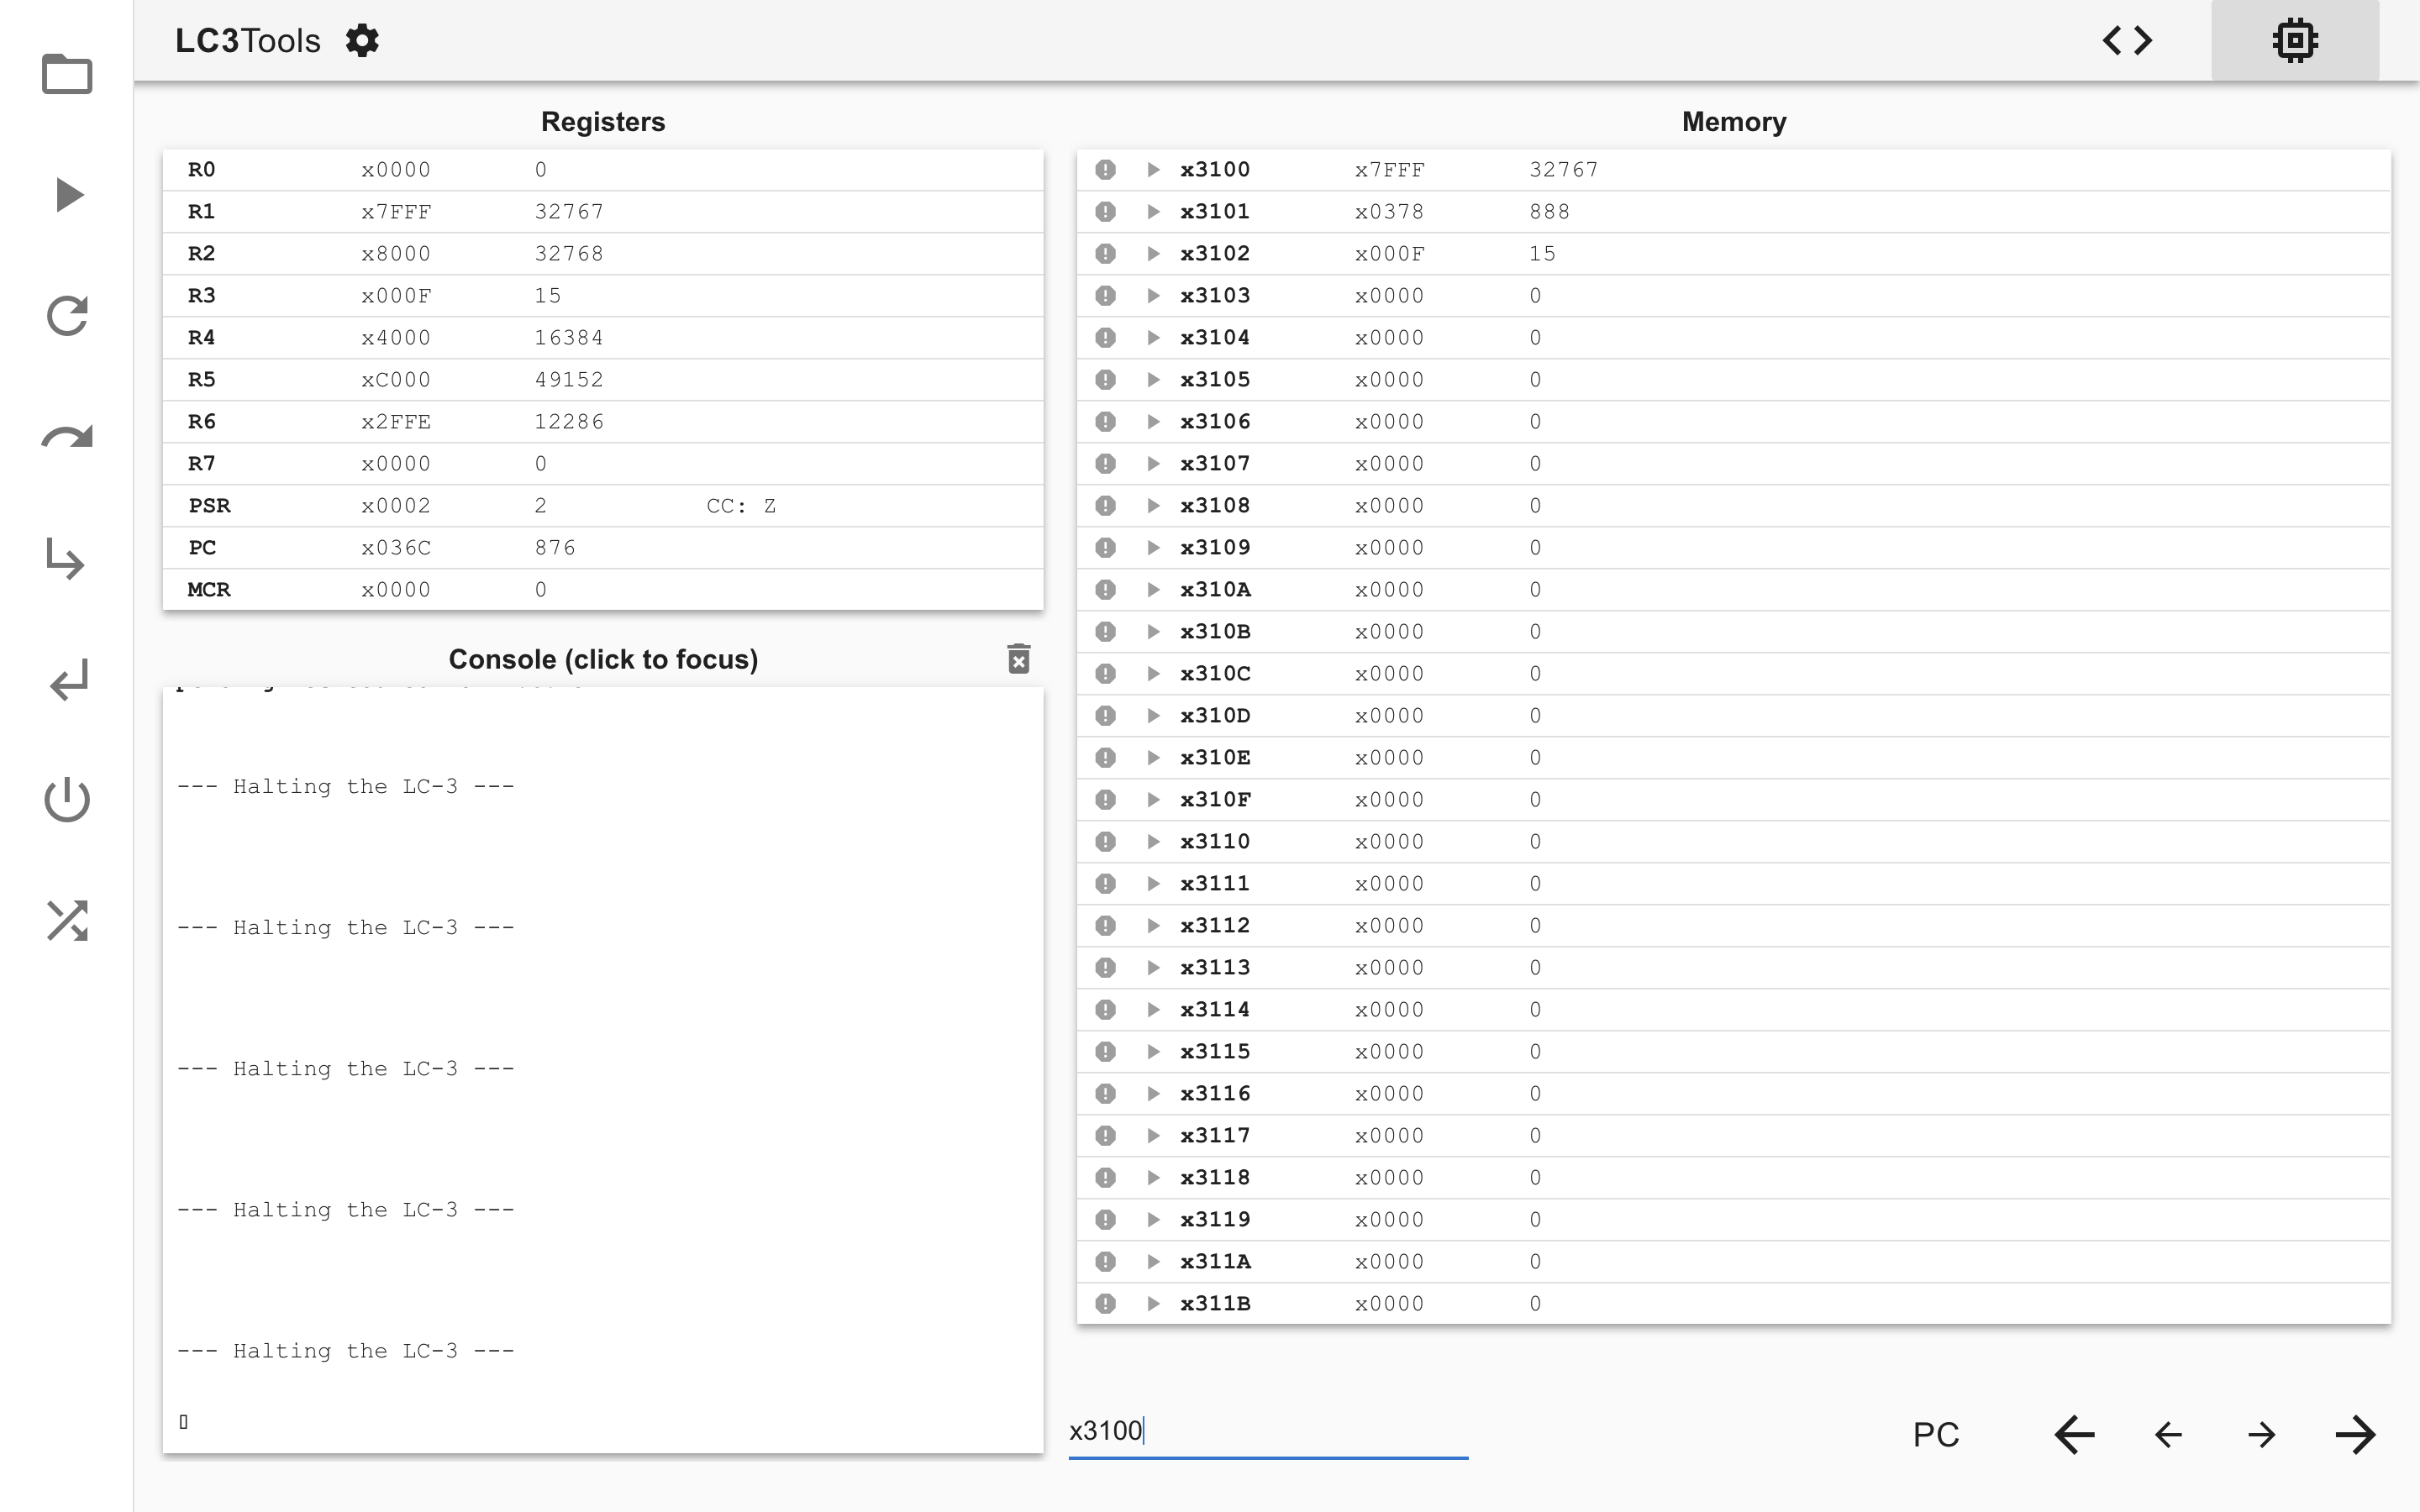 LC3Tools
Registers
R0 x0000 0
R1 x7FFF 32767
R2 x8000 32768
R3 x000F 15
R4 x4000 16384
R5 xC000 49152
R6 x2FFE 12286
R7 x0000 0
PSR x0002 2 CC: Z
PC x036C 876
MCR x0000 0
Console (click to focus)
--- Halting the LC-3 ---
--- Halting the LC-3 ---
--- Halting the LC-3 ---
--- Halting the LC-3 ---
--- Halting the LC-3 ---
Memory
x3100 x7FFF 32767
x3101 x0378 888
x3102 x000F 15
x3103 x0000 0
x3104 x0000 0
x3105 x0000 0
x3106 x0000 0
x3107 x0000 0
x3108 x0000 0
x3109 x0000 0
x310A x0000 0
x310B x0000 0
x310C x0000 0
x310D x0000 0
x310E x0000 0
x310F x0000 0
x3110 x0000 0
x3111 x0000 0
x3112 x0000 0
x3113 x0000 0
x3114 x0000 0
x3115 x0000 0
x3116 x0000 0
x3117 x0000 0
x3118 x0000 0
x3119 x0000 0
x311A x0000 0
x311B x0000 0
x3100
PC